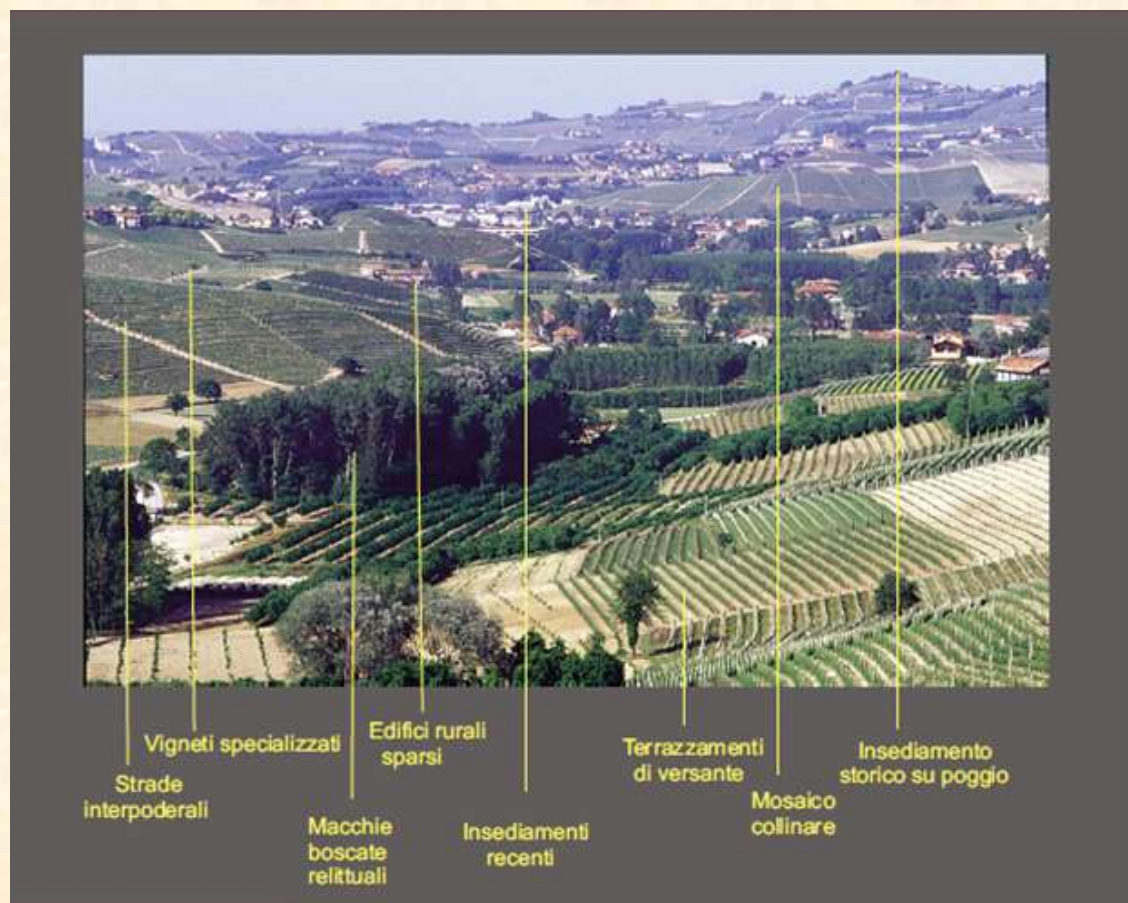 Strade
interpoderali
Vigneti specializzati
Macchie
boscate
relittuali
Edifici rurali
sparsi
Insediamenti
recenti
Terrazzamenti
di versante
Mosaico
collinare
Insediamento
storico su poggio